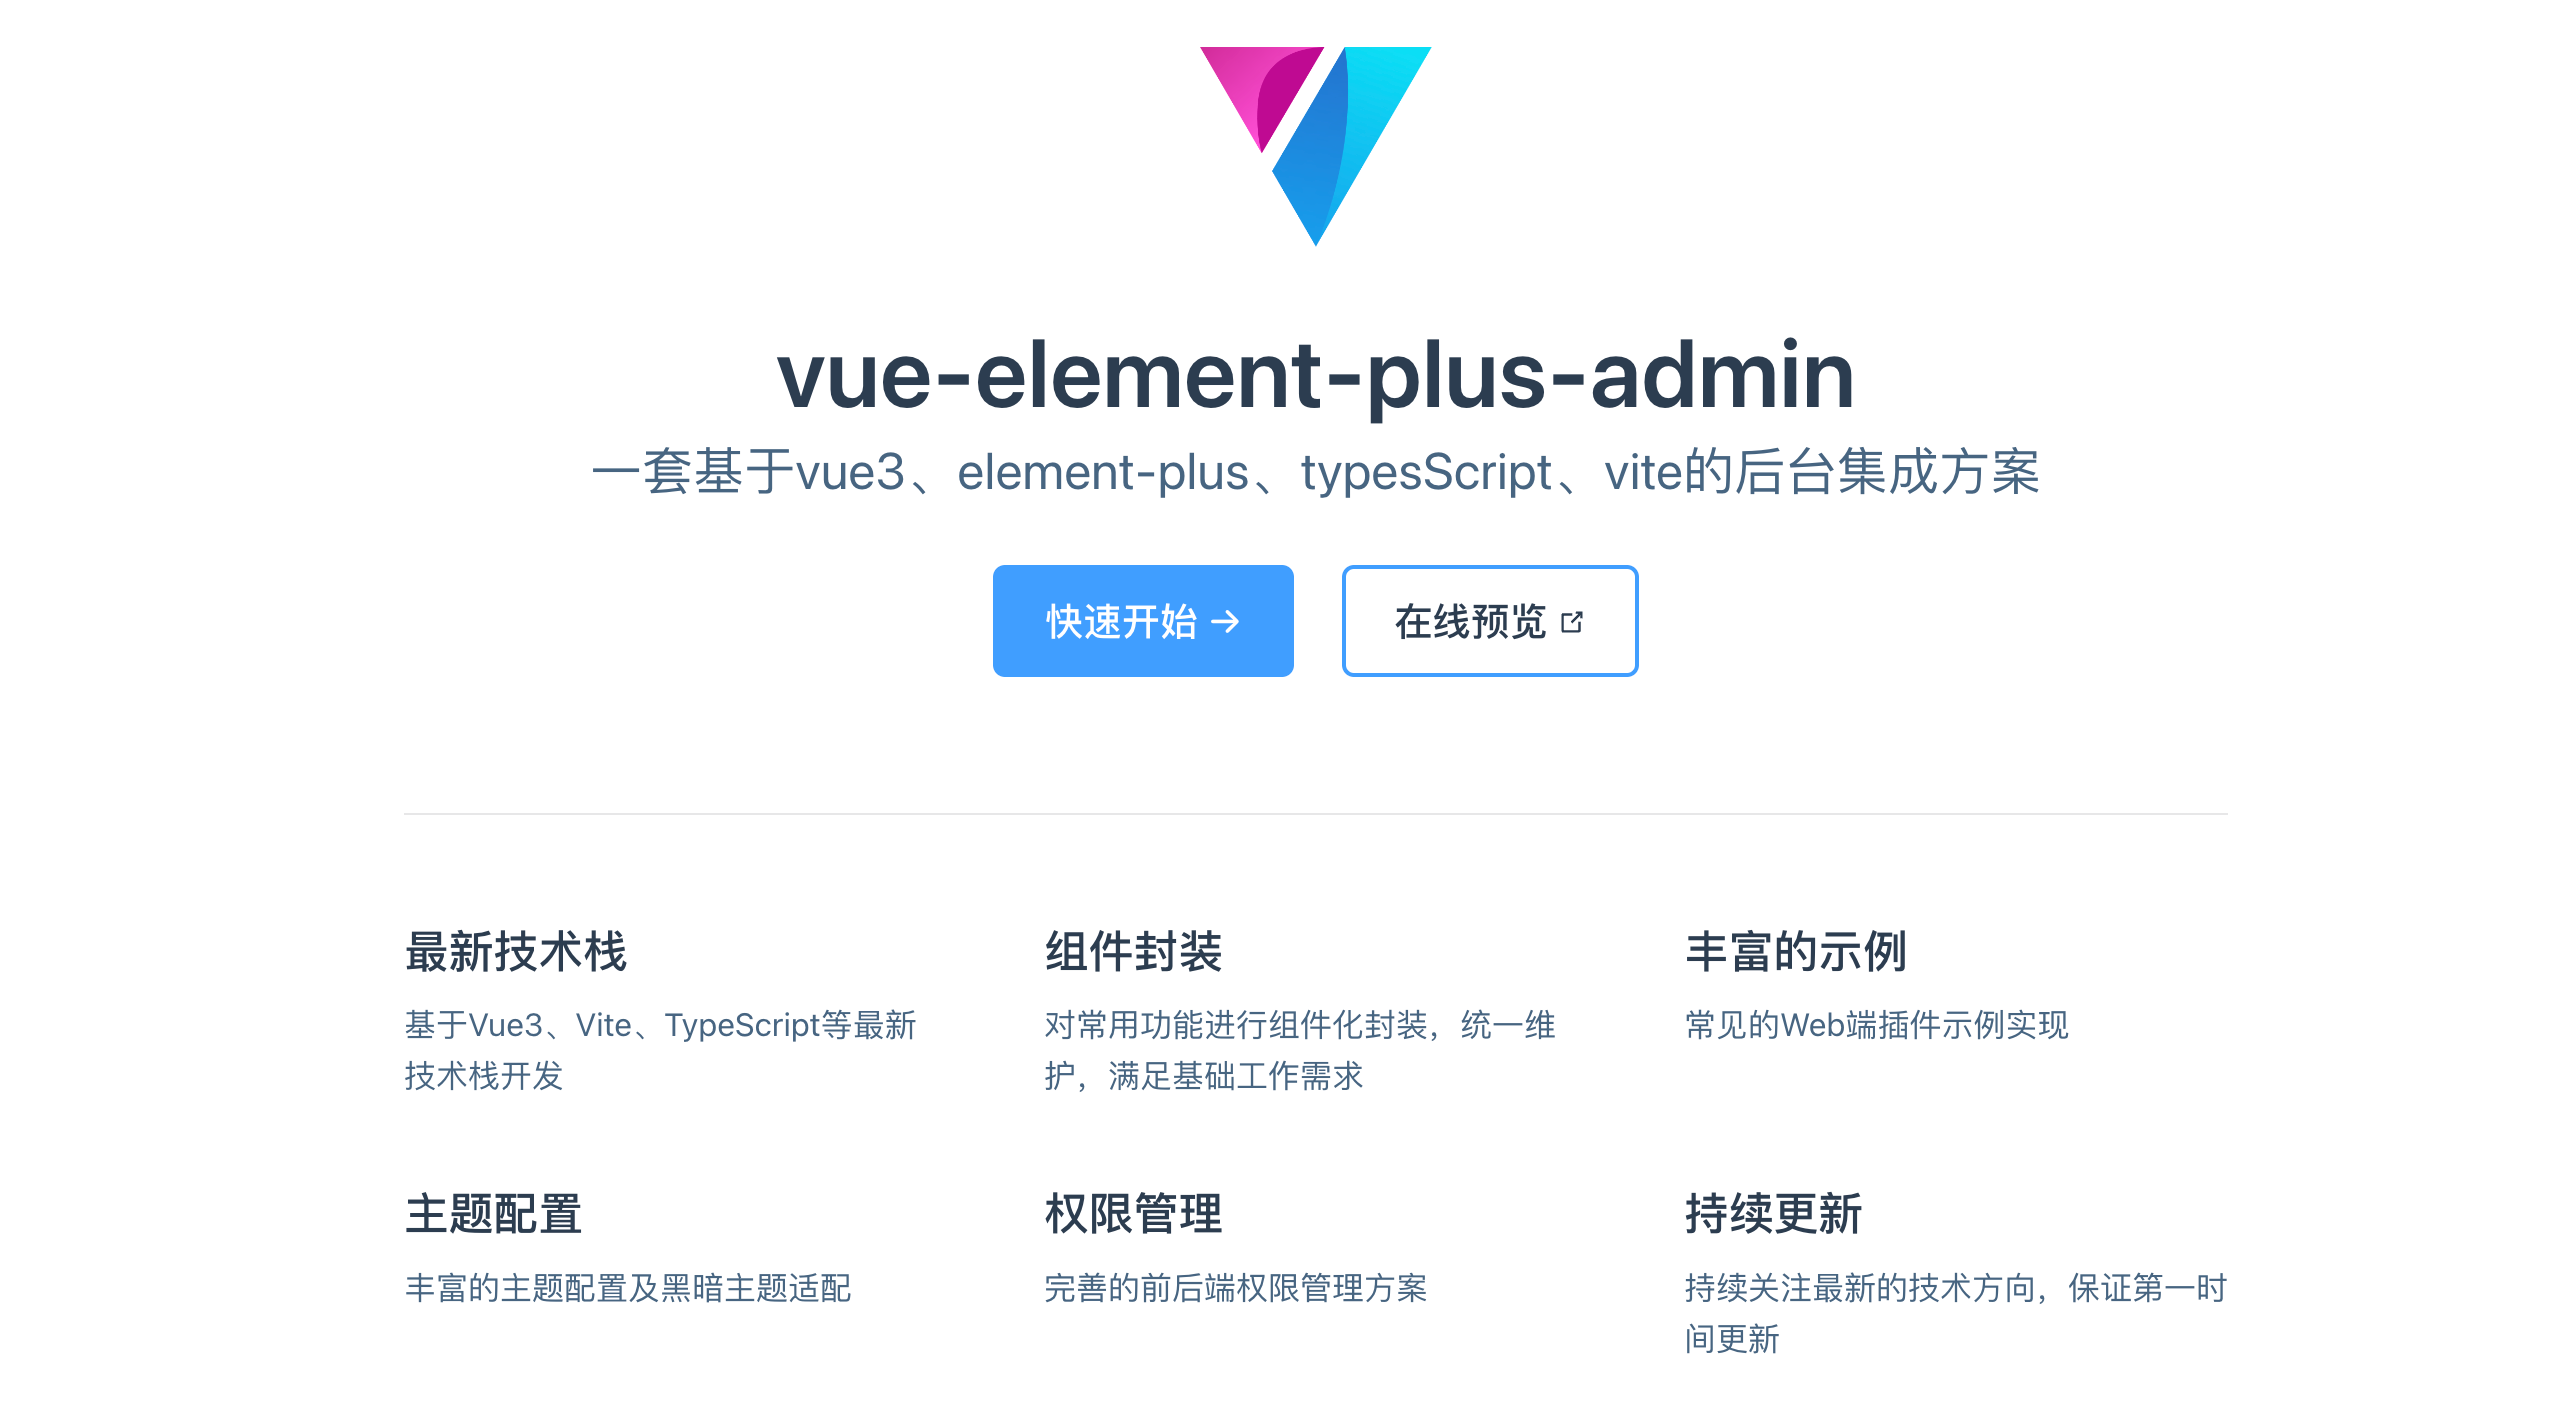 vue-element-plus-admin
一套基于vue3、element-plus、typesScript、vite的后台集成方案
快速开始 →
在线预览
最新技术栈
基于Vue3、Vite、TypeScript等最新
技术栈开发
组件封装
对常用功能进行组件化封装，统一维
护，满足基础工作需求
丰富的示例
常见的Web端插件示例实现
主题配置
丰富的主题配置及黑暗主题适配
权限管理
完善的前后端权限管理方案
持续更新
持续关注最新的技术方向，保证第一时
间更新